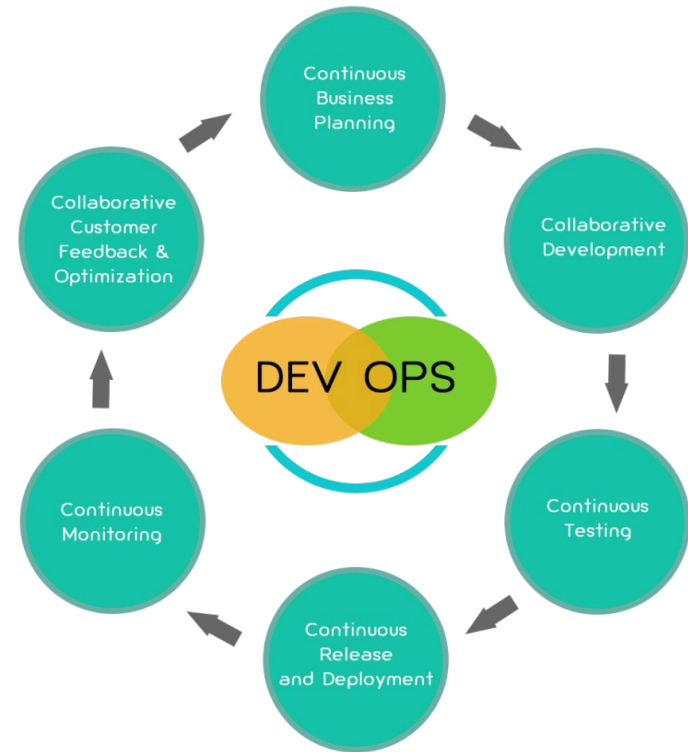 Continuous
Business
Planning
Collaborative
Development
Continuous
Testing
Continuous
Release
and Deployment
Continuous
Monitoring
Collaborative
Customer
Feedback &
Optimization
DEV OPS